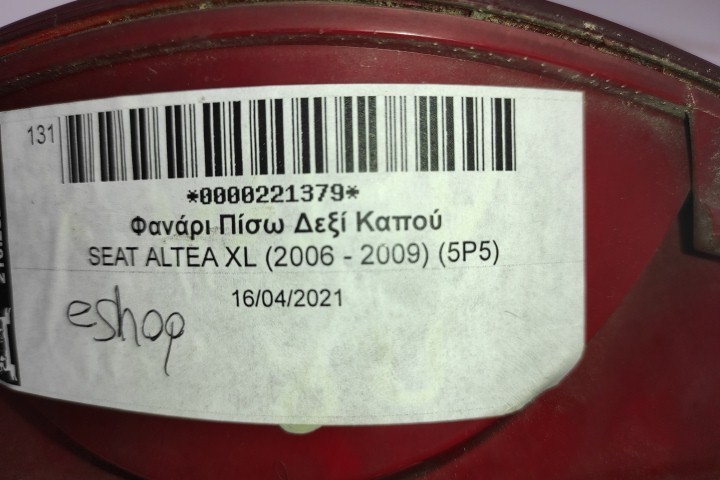 131
*0000221379*
Φανάρι Πίσω Δεξί Καπού
SEAT ALTEA XL (2006 - 2009) (5P5)
16/04/2021
eshop